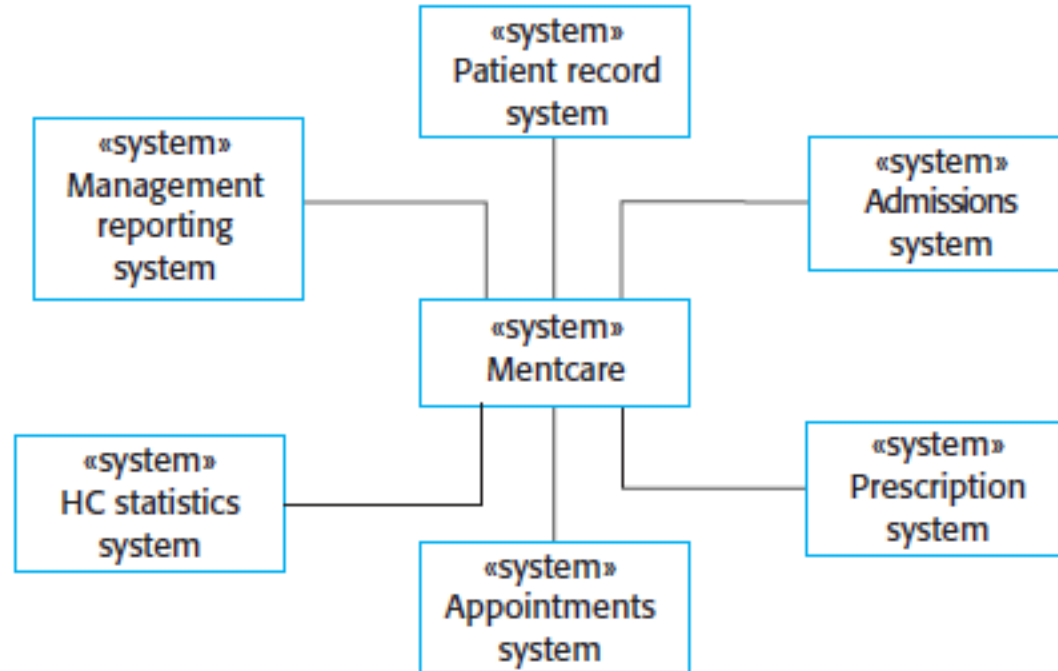 «system»
Patient record
system
«system»
Management
reporting
system
«system»
Admissions
system
«system»
Mentcare
«system»
HC statistics
system
«system»
Prescription
system
«system»
Appointments
system